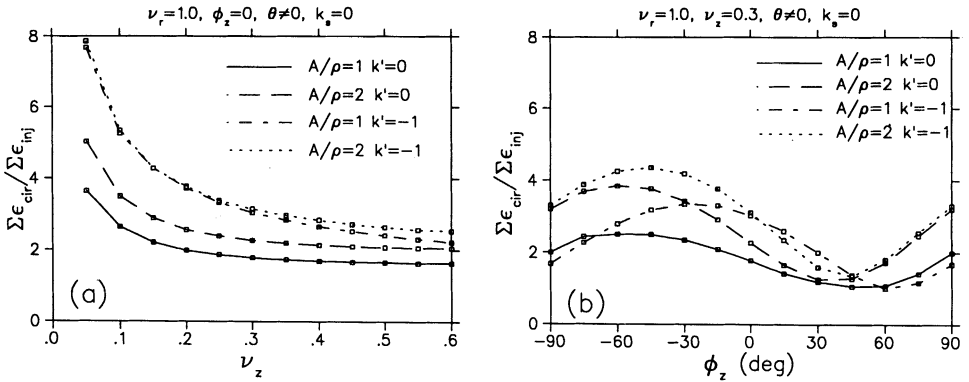 ν_r=1.0, φ_z=0, θ≠0, k_s=0
8
6
4
2
0
Σε_cir/Σε_inj
A/ρ=1 k'=0
A/ρ=2 k'=0
A/ρ=1 k'=−1
A/ρ=2 k'=−1
(a)
.0 .1 .2 .3 .4 .5 .6
ν_z
ν_r=1.0, ν_z=0.3, θ≠0, k_s=0
8
6
4
2
0
Σε_cir/Σε_inj
A/ρ=1 k'=0
A/ρ=2 k'=0
A/ρ=1 k'=−1
A/ρ=2 k'=−1
(b)
−90 −60 −30 0 30 60 90
φ_z (deg)